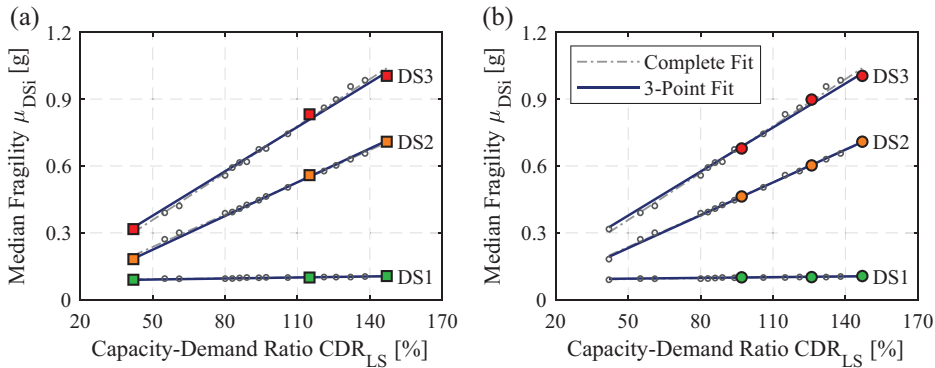 (a)
1.2
0.9
0.6
0.3
0
Median Fragility μDSi [g]
DS3
DS2
DS1
20 50 80 110 140 170
Capacity-Demand Ratio CDRLS [%]
(b)
1.2
0.9
0.6
0.3
0
Median Fragility μDSi [g]
Complete Fit
3-Point Fit
DS3
DS2
DS1
20 50 80 110 140 170
Capacity-Demand Ratio CDRLS [%]